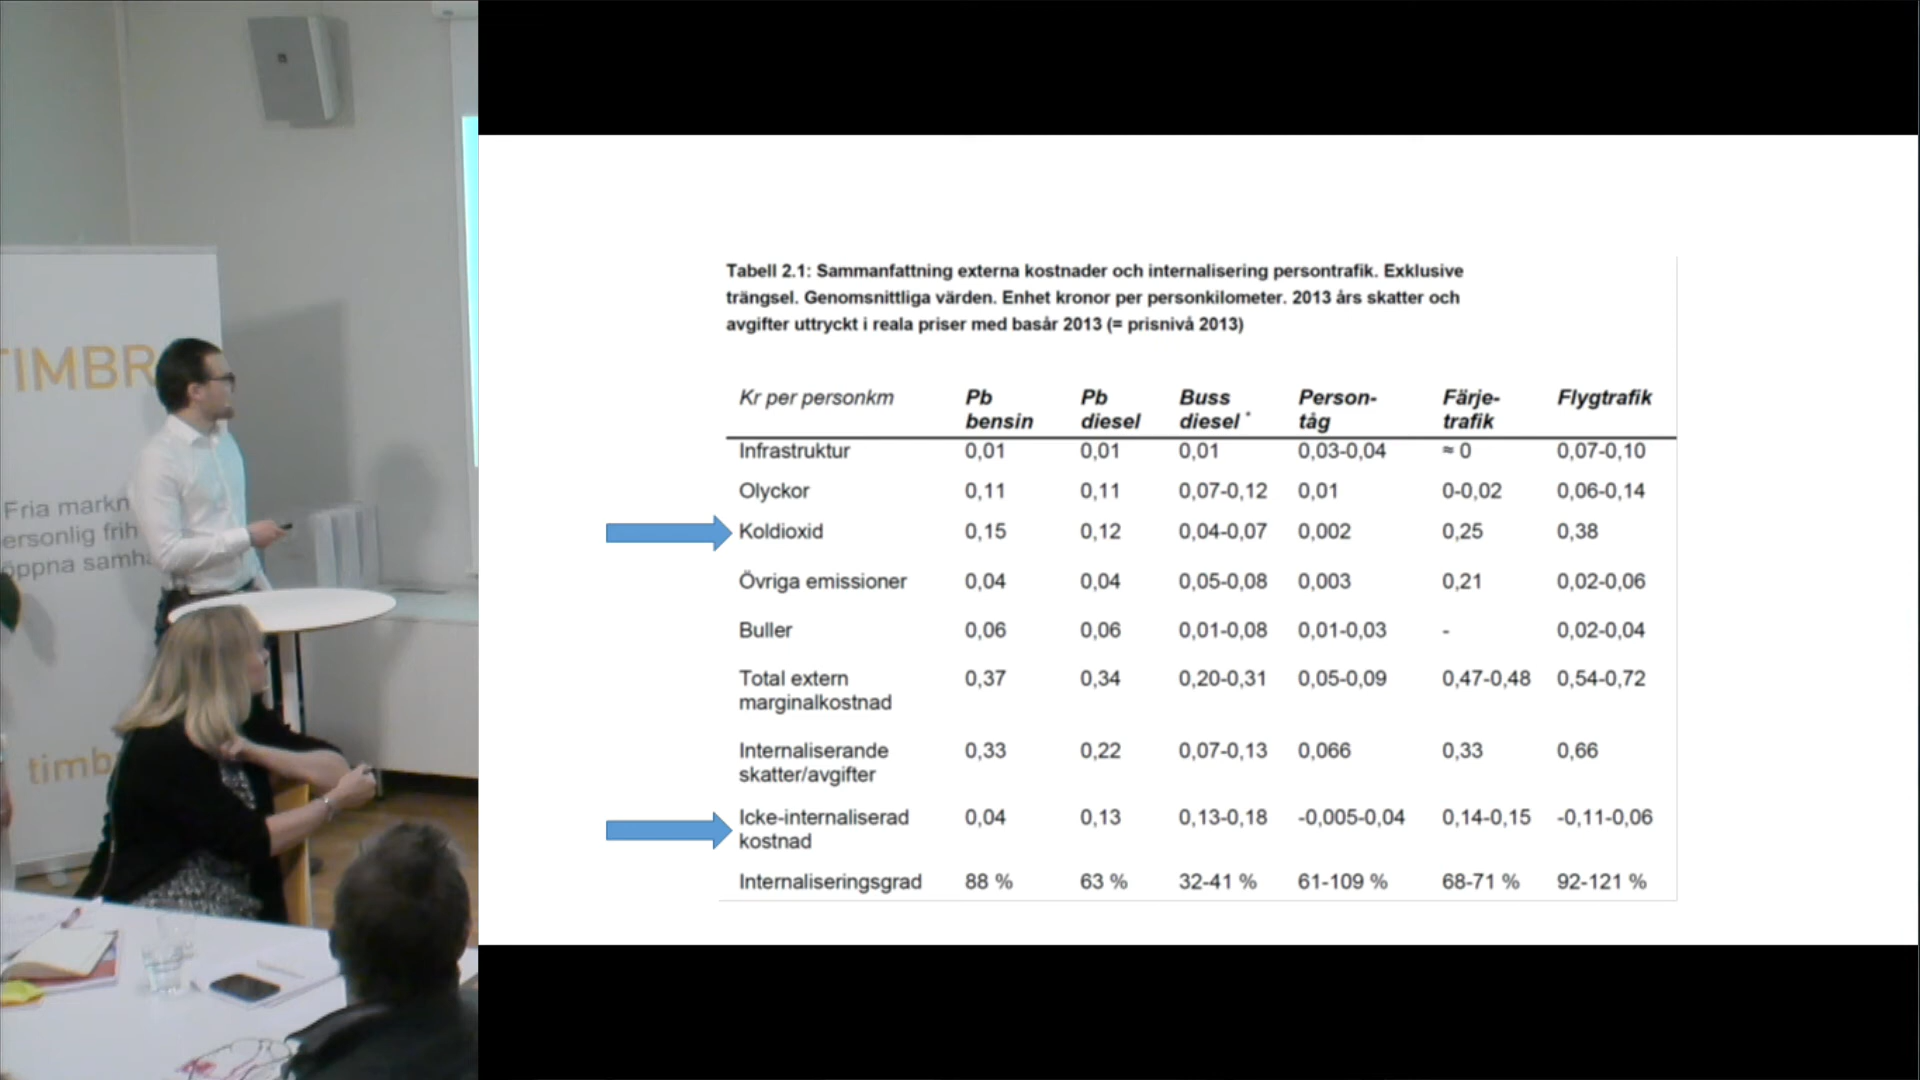 TIMBR
Fria markn
ersonlig frih
öppna samh
timb
Tabell 2.1: Sammanfattning externa kostnader och internalisering persontrafik. Exklusive
trängsel. Genomsnittliga värden. Enhet kronor per personkilometer. 2013 års skatter och
avgifter uttryckt i reala priser med basår 2013 (= prisnivå 2013)
Kr per personkm Pb bensin Pb diesel Buss diesel * Person-tåg Färje-trafik Flygtrafik
Infrastruktur 0,01 0,01 0,01 0,03-0,04 ≈ 0 0,07-0,10
Olyckor 0,11 0,11 0,07-0,12 0,01 0-0,02 0,06-0,14
Koldioxid 0,15 0,12 0,04-0,07 0,002 0,25 0,38
Övriga emissioner 0,04 0,04 0,05-0,08 0,003 0,21 0,02-0,06
Buller 0,06 0,06 0,01-0,08 0,01-0,03 - 0,02-0,04
Total extern marginalkostnad 0,37 0,34 0,20-0,31 0,05-0,09 0,47-0,48 0,54-0,72
Internaliserande skatter/avgifter 0,33 0,22 0,07-0,13 0,066 0,33 0,66
Icke-internaliserad kostnad 0,04 0,13 0,13-0,18 -0,005-0,04 0,14-0,15 -0,11-0,06
Internaliseringsgrad 88 % 63 % 32-41 % 61-109 % 68-71 % 92-121 %